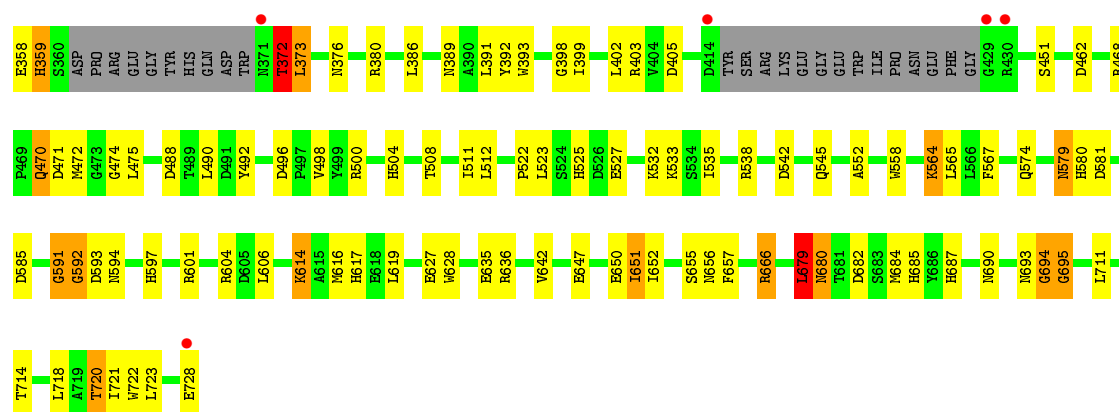 E358 H359 S360 ASP PRO ARG GLU GLY TYR HIS GLN ASP TRP N371 T372 L373 N376 R380 L386 N389 A390 L391 Y392 W393 G398 I399 L402 R403 V404 D405 D414 TYR SER ARG LYS GLU GLY GLU TRP ILE PRO ASN GLU PHE GLY G429 R430 S451 D462 R468
P469 Q470 D471 M472 G473 G474 L475 D488 T489 L490 D491 Y492 D496 P497 V498 Y499 R500 H504 T508 I511 L512 P522 L523 S524 H525 D526 E527 K532 K533 S534 I535 R538 D542 Q545 A552 W558 K564 L565 L566 F567 Q574 N579 H580 D581
D585 G591 G592 D593 N594 H597 R601 R604 D605 L606 K614 A615 M616 H617 E618 L619 E627 W628 E635 R636 V642 E647 E650 I651 I652 S655 N656 F657 R666 L679 N680 T681 D682 S683 M684 H685 Y686 H687 N690 N693 G694 G695 L711
T714 L718 A719 T720 I721 W722 L723 E728